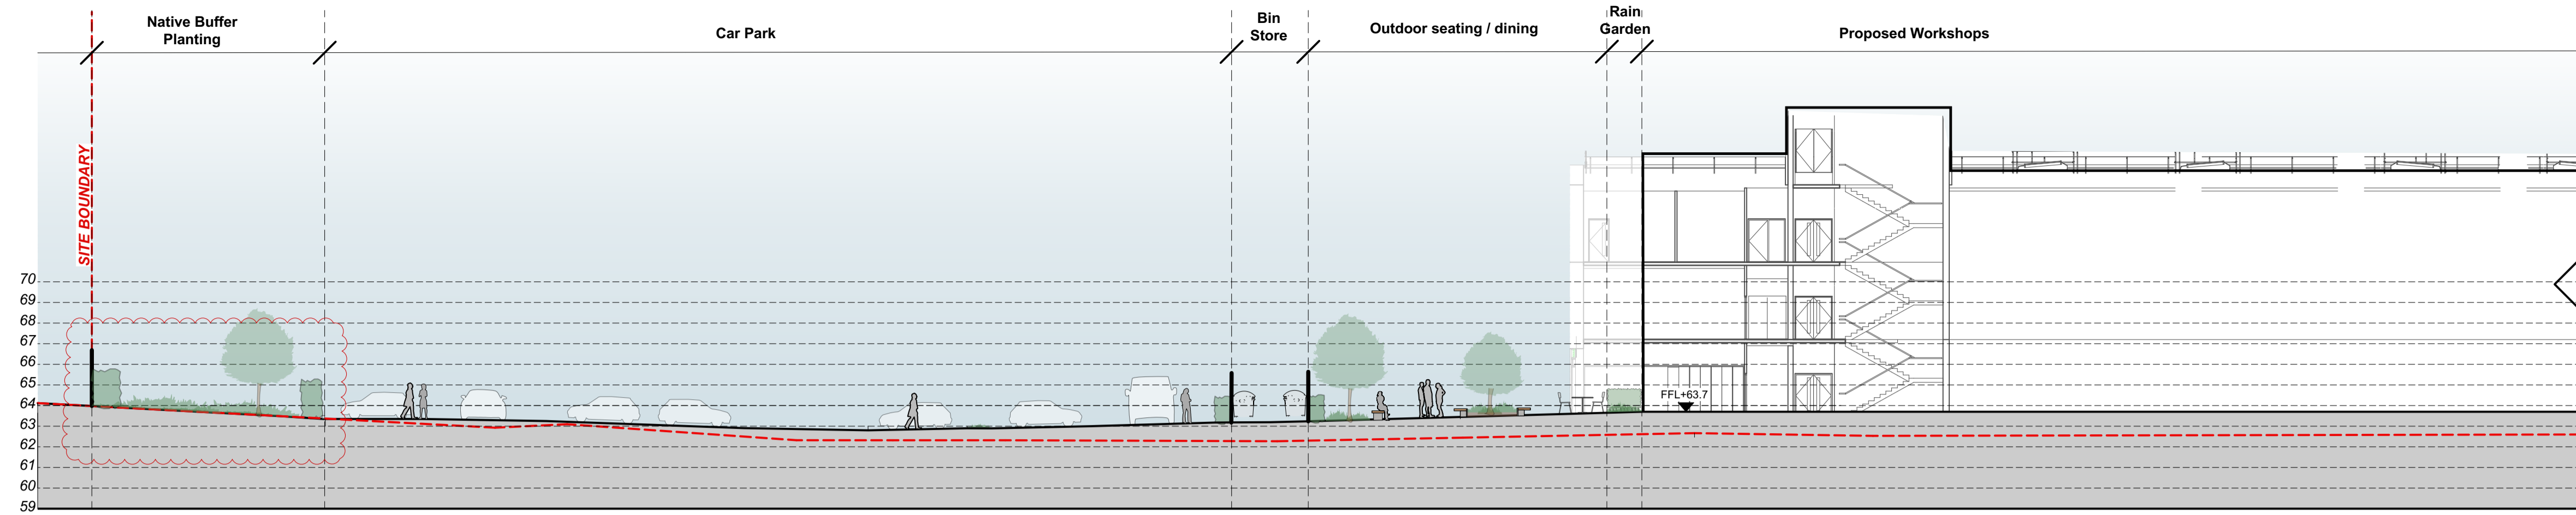 Native Buffer
Planting
Car Park
Bin
Store
Outdoor seating / dining
Rain
Garden
Proposed Workshops
SITE BOUNDARY
70
69
68
67
66
65
64
63
62
61
60
59
FFL+63.7